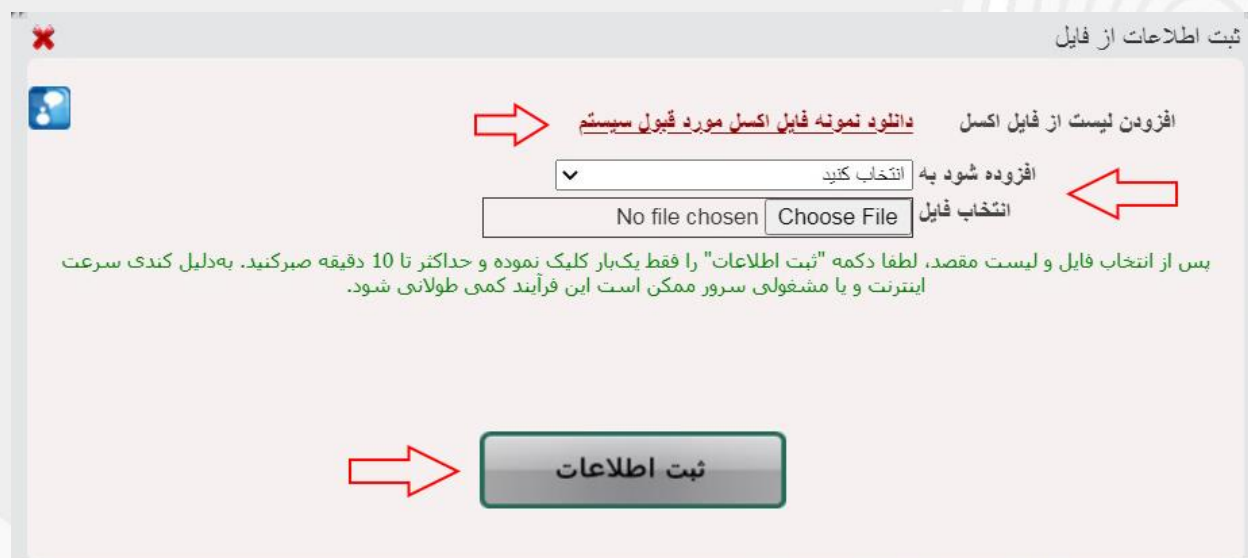 ثبت اطلاعات از فایل
افزودن لیست از فایل اکسل دانلود نمونه فایل اکسل مورد قبول سیستم
افزوده شود به انتخاب کنید
انتخاب فایل Choose File No file chosen
پس از انتخاب فایل و لیست مقصد، لطفا دکمه "ثبت اطلاعات" را فقط یک‌بار کلیک نموده و حداکثر تا 10 دقیقه صبرکنید. به‌دلیل کندی سرعت
اینترنت و یا مشغولی سرور ممکن است این فرآیند کمی طولانی شود.
ثبت اطلاعات